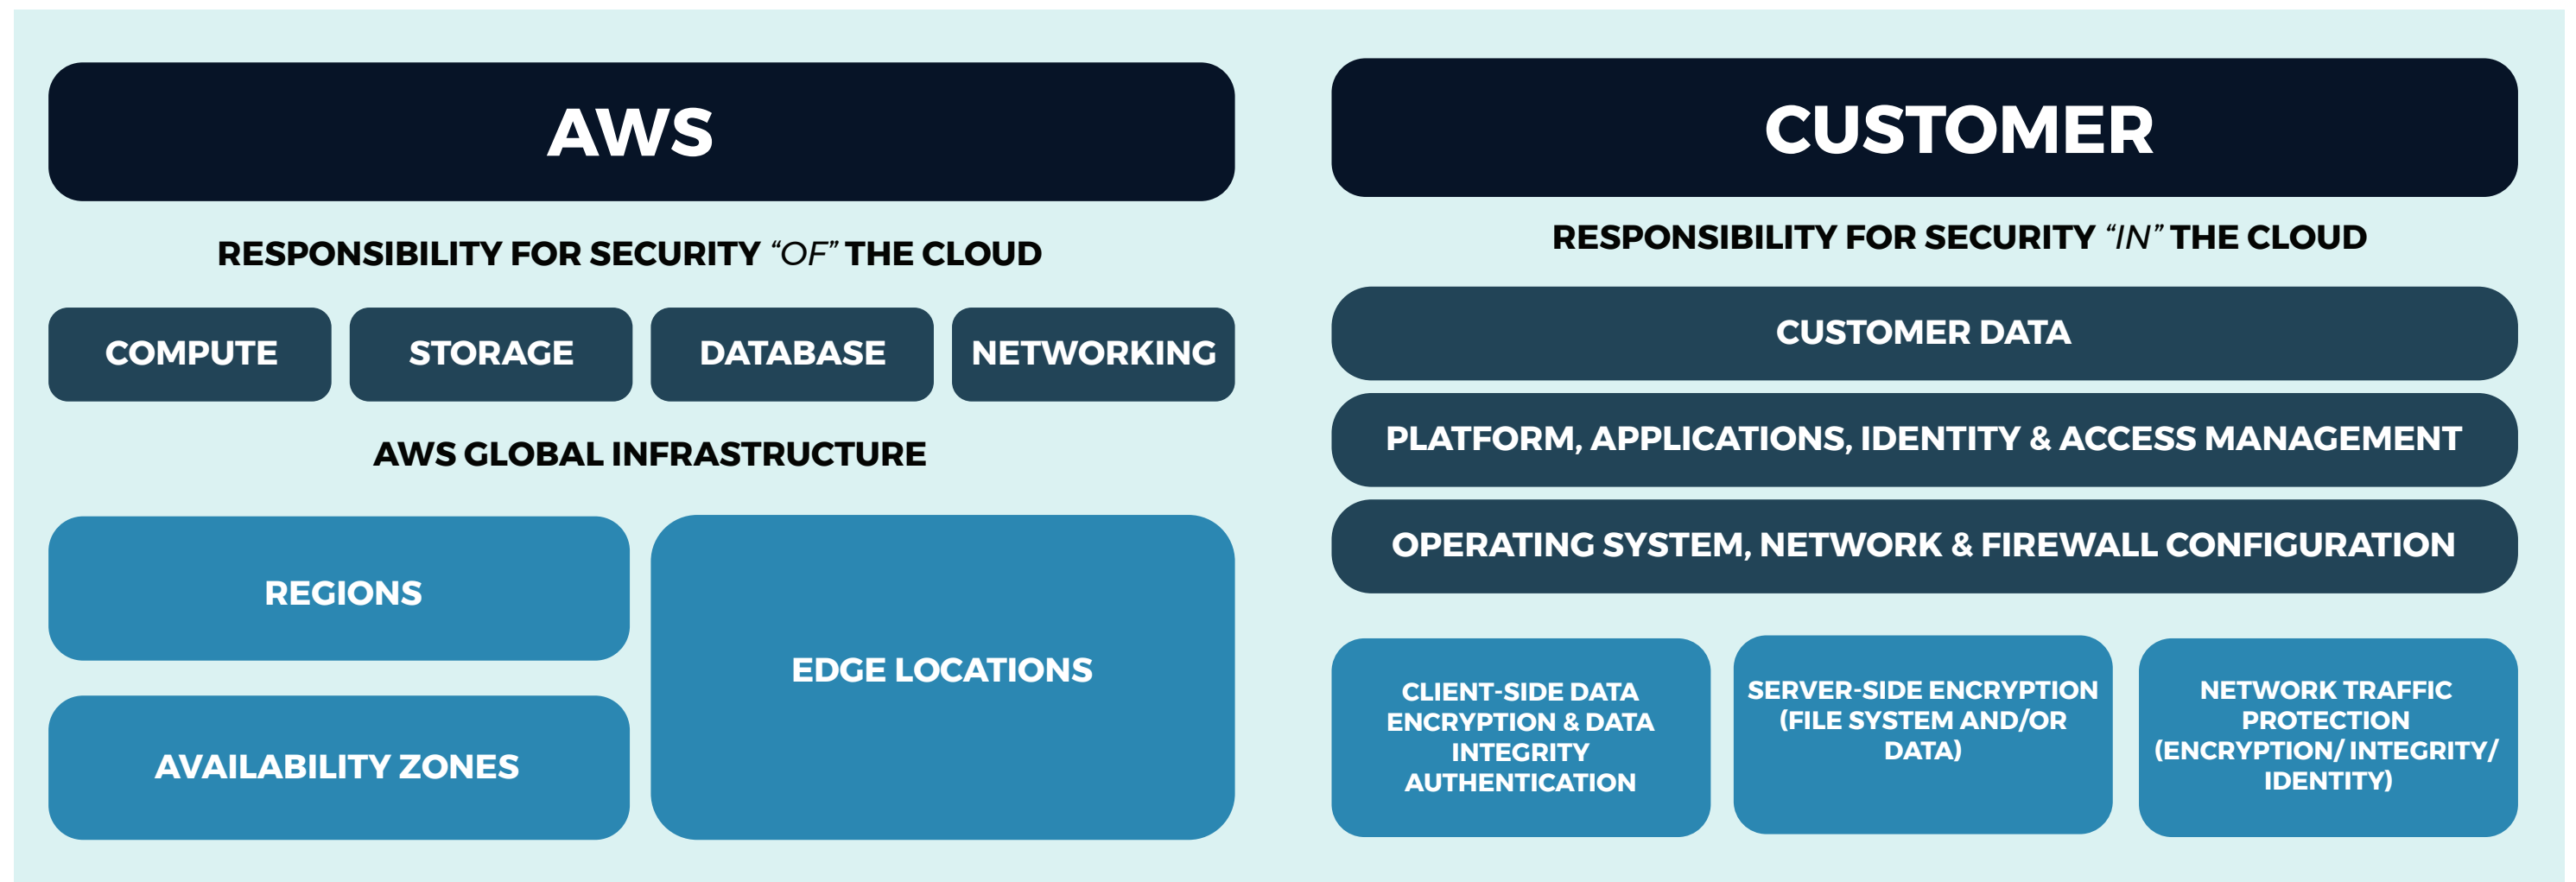 AWS
RESPONSIBILITY FOR SECURITY “OF” THE CLOUD
COMPUTE
STORAGE
DATABASE
NETWORKING
AWS GLOBAL INFRASTRUCTURE
REGIONS
EDGE LOCATIONS
AVAILABILITY ZONES
CUSTOMER
RESPONSIBILITY FOR SECURITY “IN” THE CLOUD
CUSTOMER DATA
PLATFORM, APPLICATIONS, IDENTITY & ACCESS MANAGEMENT
OPERATING SYSTEM, NETWORK & FIREWALL CONFIGURATION
CLIENT-SIDE DATA
ENCRYPTION & DATA
INTEGRITY
AUTHENTICATION
SERVER-SIDE ENCRYPTION
(FILE SYSTEM AND/OR
DATA)
NETWORK TRAFFIC
PROTECTION
(ENCRYPTION/ INTEGRITY/
IDENTITY)